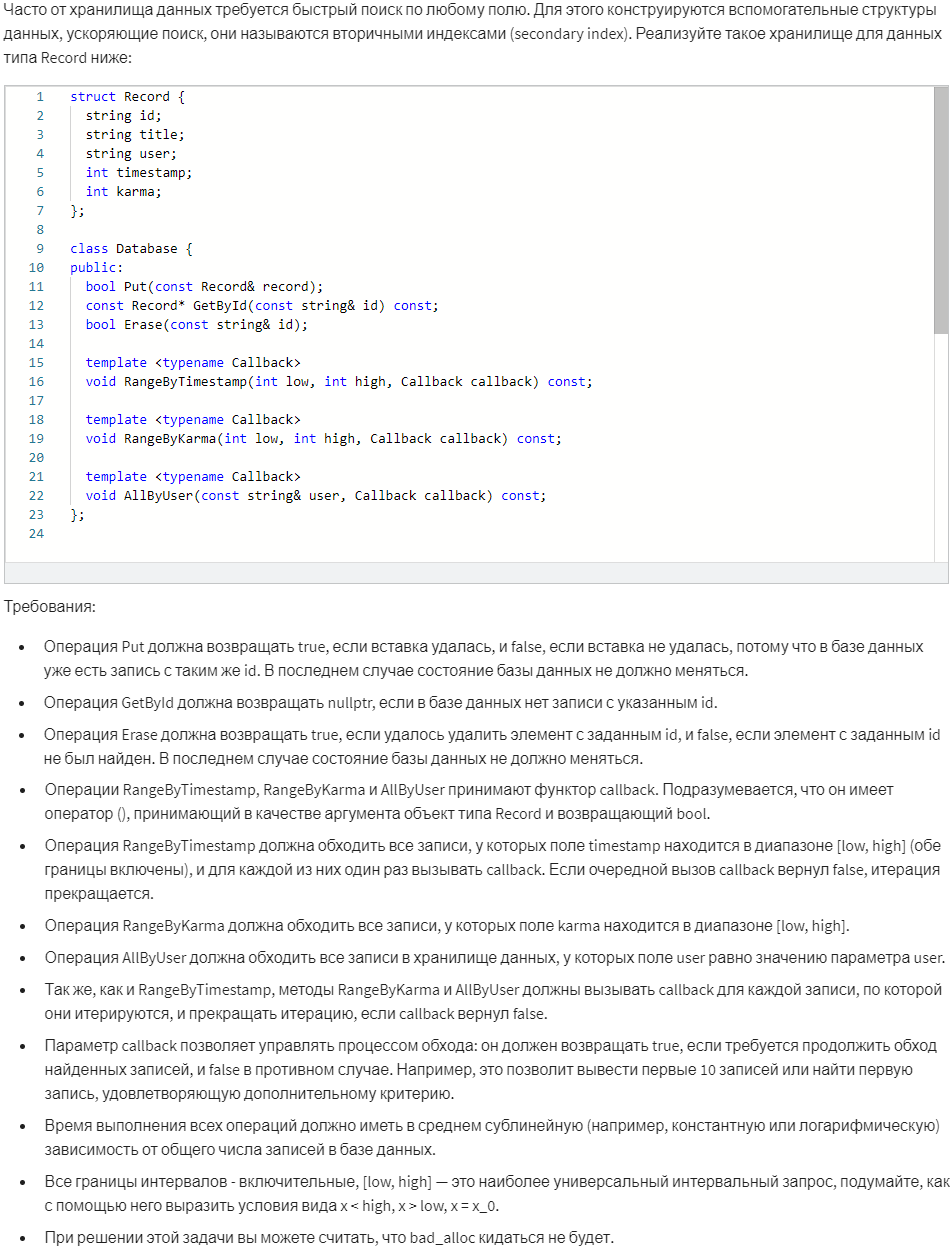 Часто от хранилища данных требуется быстрый поиск по любому полю. Для этого конструируются вспомогательные структуры
данных, ускоряющие поиск, они называются вторичными индексами (secondary index). Реализуйте такое хранилище для данных
типа Record ниже:
1 struct Record {
2 string id;
3 string title;
4 string user;
5 int timestamp;
6 int karma;
7 };
8
9 class Database {
10 public:
11 bool Put(const Record& record);
12 const Record* GetById(const string& id) const;
13 bool Erase(const string& id);
14
15 template <typename Callback>
16 void RangeByTimestamp(int low, int high, Callback callback) const;
17
18 template <typename Callback>
19 void RangeByKarma(int low, int high, Callback callback) const;
20
21 template <typename Callback>
22 void AllByUser(const string& user, Callback callback) const;
23 };
24
Требования:
• Операция Put должна возвращать true, если вставка удалась, и false, если вставка не удалась, потому что в базе данных
уже есть запись с таким же id. В последнем случае состояние базы данных не должно меняться.
• Операция GetById должна возвращать nullptr, если в базе данных нет записи с указанным id.
• Операция Erase должна возвращать true, если удалось удалить элемент с заданным id, и false, если элемент с заданным id
не был найден. В последнем случае состояние базы данных не должно меняться.
• Операции RangeByTimestamp, RangeByKarma и AllByUser принимают функтор callback. Подразумевается, что он имеет
оператор (), принимающий в качестве аргумента объект типа Record и возвращающий bool.
• Операция RangeByTimestamp должна обходить все записи, у которых поле timestamp находится в диапазоне [low, high] (обе
границы включены), и для каждой из них один раз вызывать callback. Если очередной вызов callback вернул false, итерация
прекращается.
• Операция RangeByKarma должна обходить все записи, у которых поле karma находится в диапазоне [low, high].
• Операция AllByUser должна обходить все записи в хранилище данных, у которых поле user равно значению параметра user.
• Так же, как и RangeByTimestamp, методы RangeByKarma и AllByUser должны вызывать callback для каждой записи, по которой
они итерируются, и прекращать итерацию, если callback вернул false.
• Параметр callback позволяет управлять процессом обхода: он должен возвращать true, если требуется продолжить обход
найденных записей, и false в противном случае. Например, это позволит вывести первые 10 записей или найти первую
запись, удовлетворяющую дополнительному критерию.
• Время выполнения всех операций должно иметь в среднем сублинейную (например, константную или логарифмическую)
зависимость от общего числа записей в базе данных.
• Все границы интервалов - включительные, [low, high] — это наиболее универсальный интервальный запрос, подумайте, как
с помощью него выразить условия вида x < high, x > low, x = x_0.
• При решении этой задачи вы можете считать, что bad_alloc кидаться не будет.